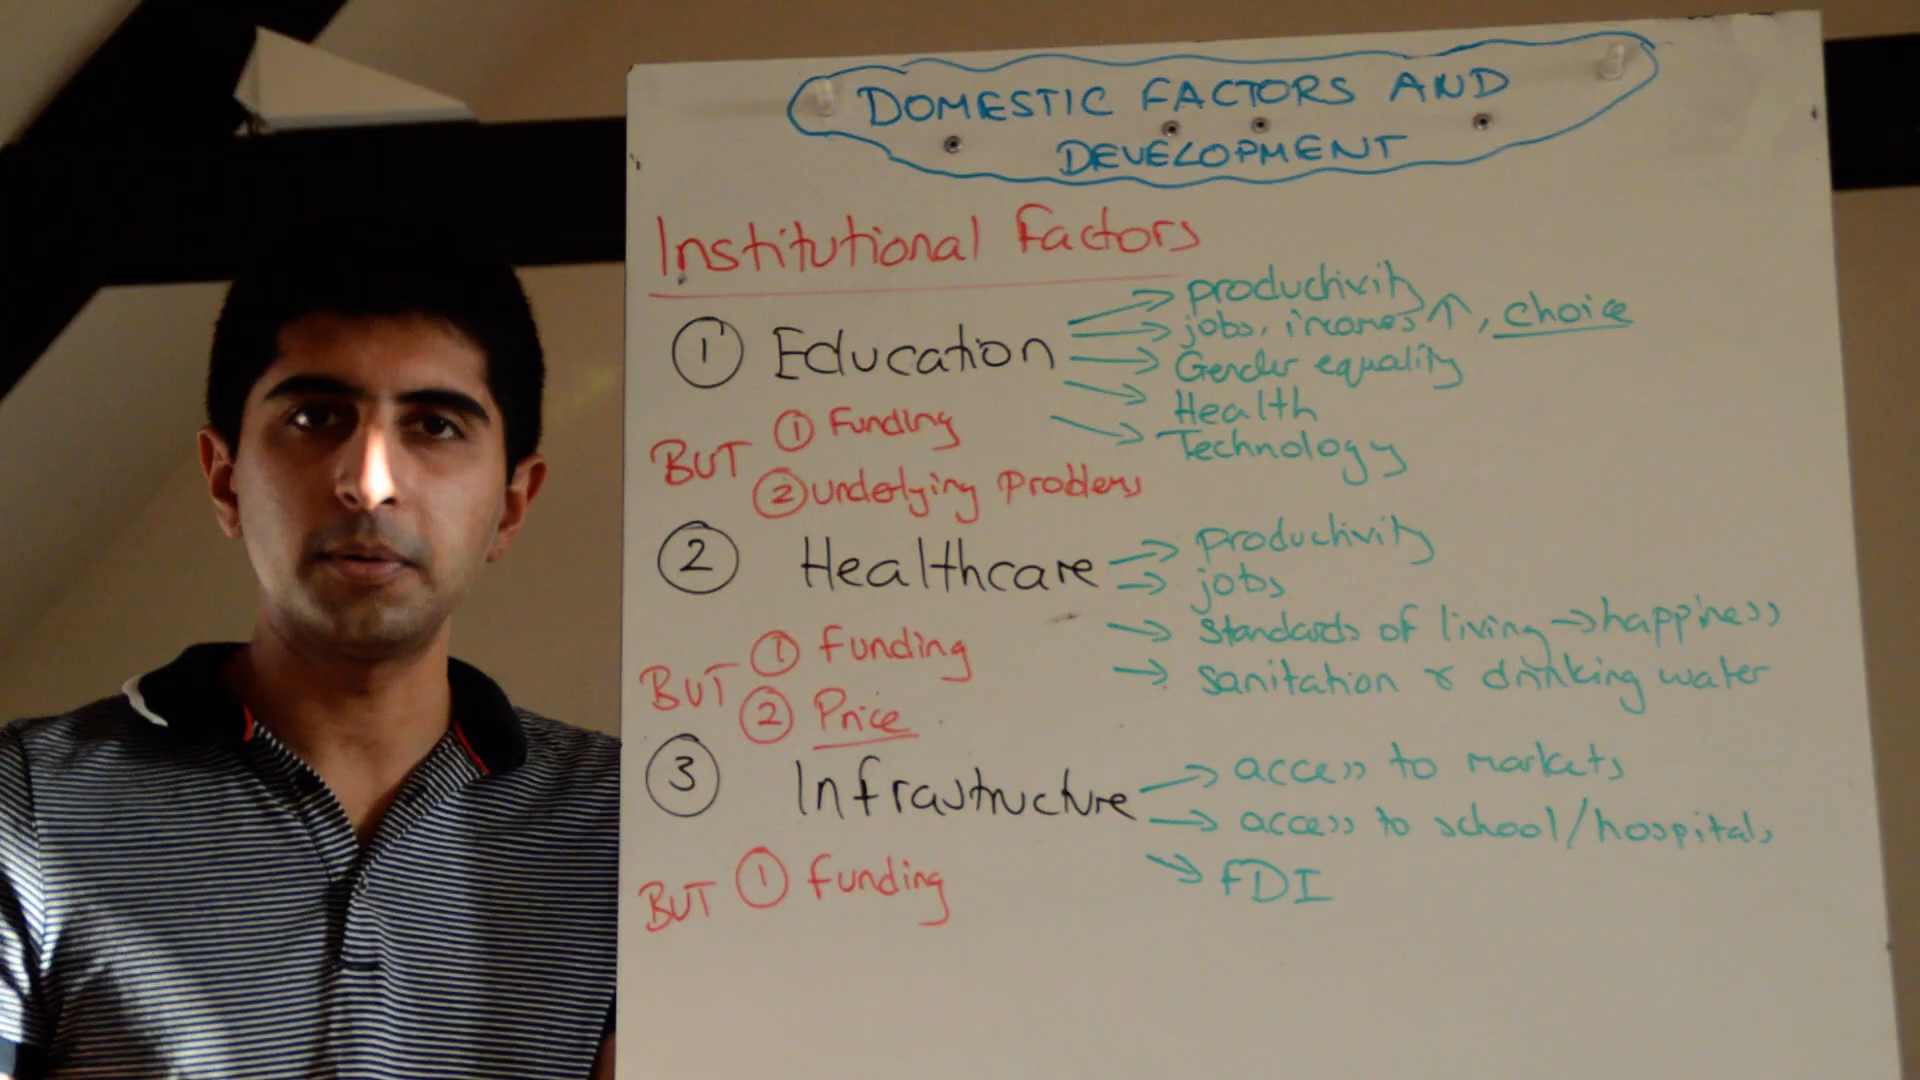 DOMESTIC FACTORS AND
DEVELOPMENT
Institutional Factors
① Education → productivity
→ jobs, incomes ↑, choice
→ Gender equality
→ Health
→ Technology
BUT ① Funding
② underlying problems
② Healthcare → productivity
→ jobs
→ standards of living → happiness
→ sanitation & drinking water
BUT ① Funding
② Price
③ Infrastructure → access to markets
→ access to school/hospitals
→ FDI
BUT ① Funding